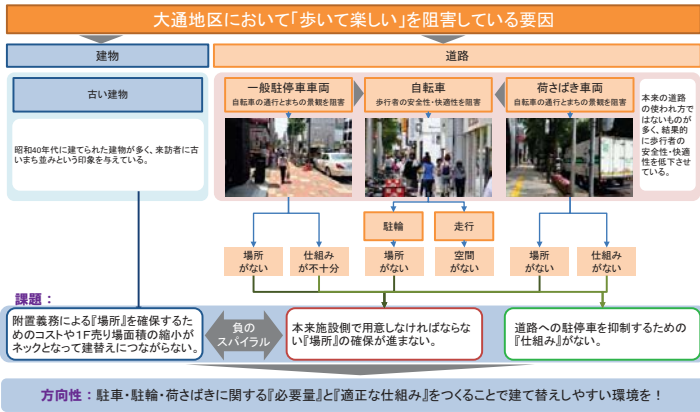 大通地区において「歩いて楽しい」を阻害している要因
建物
道路
古い建物
昭和40年代に建てられた建物が多く、来訪者に古
いまち並みという印象を与えている。
一般駐停車車両
自転車の通行とまちの景観を阻害
自転車
歩行者の安全性・快適性を阻害
荷さばき車両
自転車の通行とまちの景観を阻害
本来の道路
の使われ方で
はないものが
多く、結果的
に歩行者の
安全性・快適
性を低下させ
ている。
駐輪
走行
場所
がない
仕組み
が不十分
場所
がない
空間
がない
場所
がない
仕組み
がない
課題：
附置義務による『場所』を確保するた
めのコストや1F売り場面積の縮小が
ネックとなって建替えにつながらない。
負の
スパイラル
本来施設側で用意しなければならな
い『場所』の確保が進まない。
道路への駐停車を抑制するための
『仕組み』がない。
方向性：駐車・駐輪・荷さばきに関する『必要量』と『適正な仕組み』をつくることで建て替えしやすい環境を！